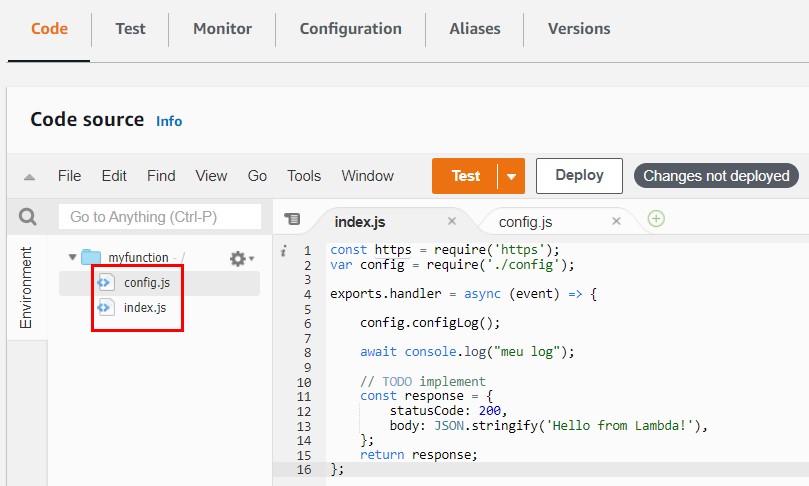 Code Test Monitor Configuration Aliases Versions
Code source Info
File Edit Find View Go Tools Window Test Deploy Changes not deployed
Go to Anything (Ctrl-P) index.js config.js
Environment
myfunction - /
config.js
index.js
1 const https = require('https');
2 var config = require('./config');
3
4 exports.handler = async (event) => {
5
6 config.configLog();
7
8 await console.log("meu log");
9
10 // TODO implement
11 const response = {
12 statusCode: 200,
13 body: JSON.stringify('Hello from Lambda!'),
14 };
15 return response;
16 };